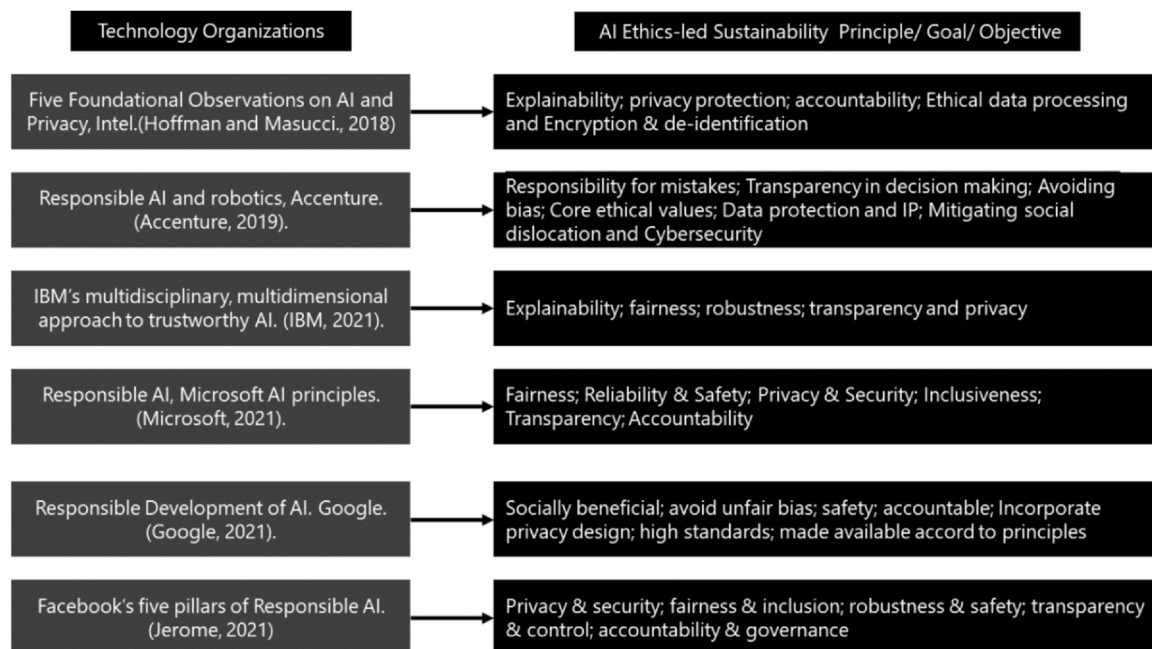 Technology Organizations
AI Ethics-led Sustainability Principle/ Goal/ Objective
Five Foundational Observations on AI and
Privacy, Intel.(Hoffman and Masucci., 2018)
Explainability; privacy protection; accountability; Ethical data processing
and Encryption & de-identification
Responsible AI and robotics, Accenture.
(Accenture, 2019).
Responsibility for mistakes; Transparency in decision making; Avoiding
bias; Core ethical values; Data protection and IP; Mitigating social
dislocation and Cybersecurity
IBM's multidisciplinary, multidimensional
approach to trustworthy AI. (IBM, 2021).
Explainability; fairness; robustness; transparency and privacy
Responsible AI, Microsoft AI principles.
(Microsoft, 2021).
Fairness; Reliability & Safety; Privacy & Security; Inclusiveness;
Transparency; Accountability
Responsible Development of AI. Google.
(Google, 2021).
Socially beneficial; avoid unfair bias; safety; accountable; Incorporate
privacy design; high standards; made available accord to principles
Facebook's five pillars of Responsible AI.
(Jerome, 2021)
Privacy & security; fairness & inclusion; robustness & safety; transparency
& control; accountability & governance